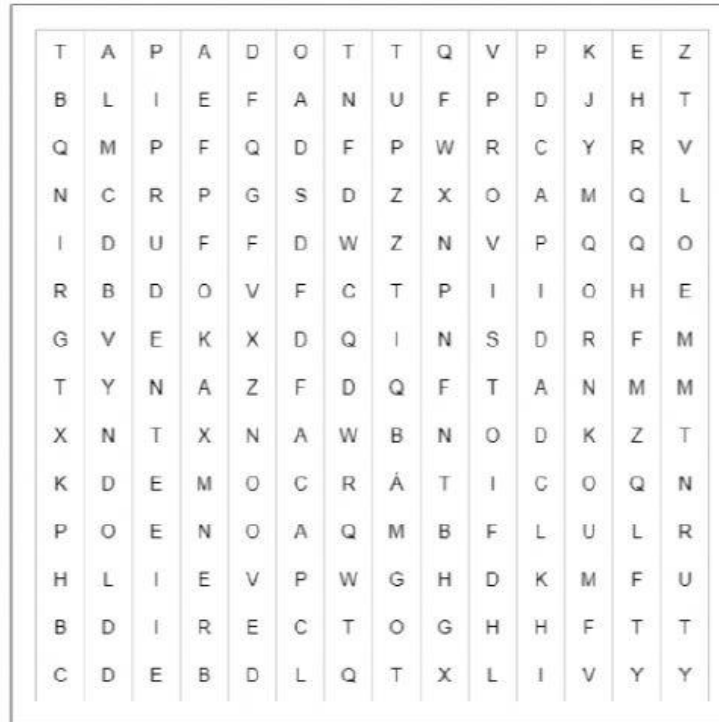 T A P A D O T T Q V P K E Z
B L I E F A N U F P D J H T
Q M P F Q D F P W R C Y R V
N C R P G S D Z X O A M Q L
I D U F F D W Z N V P Q Q O
R B D O V F C T P I I O H E
G V E K X D Q I N S D R F M
T Y N A Z F D Q F T A N M M
X N T X N A W B N O D K Z T
K D E M O C R Á T I C O Q N
P O E N O A Q M B F L U L R
H L I E V P W G H D K M F U
B D I R E C T O G H H F T T
C D E B D L Q T X L I V Y Y